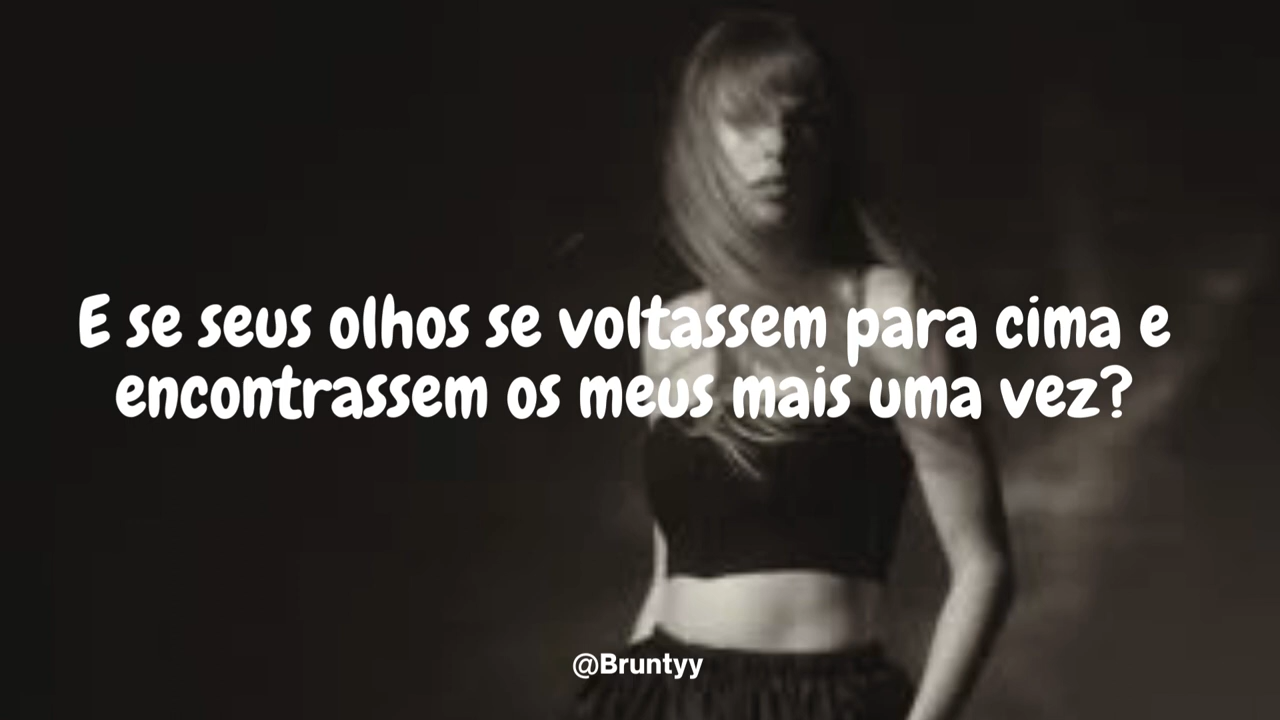 E se seus olhos se voltassem para cima e
encontrassem os meus mais uma vez?
@Bruntyy